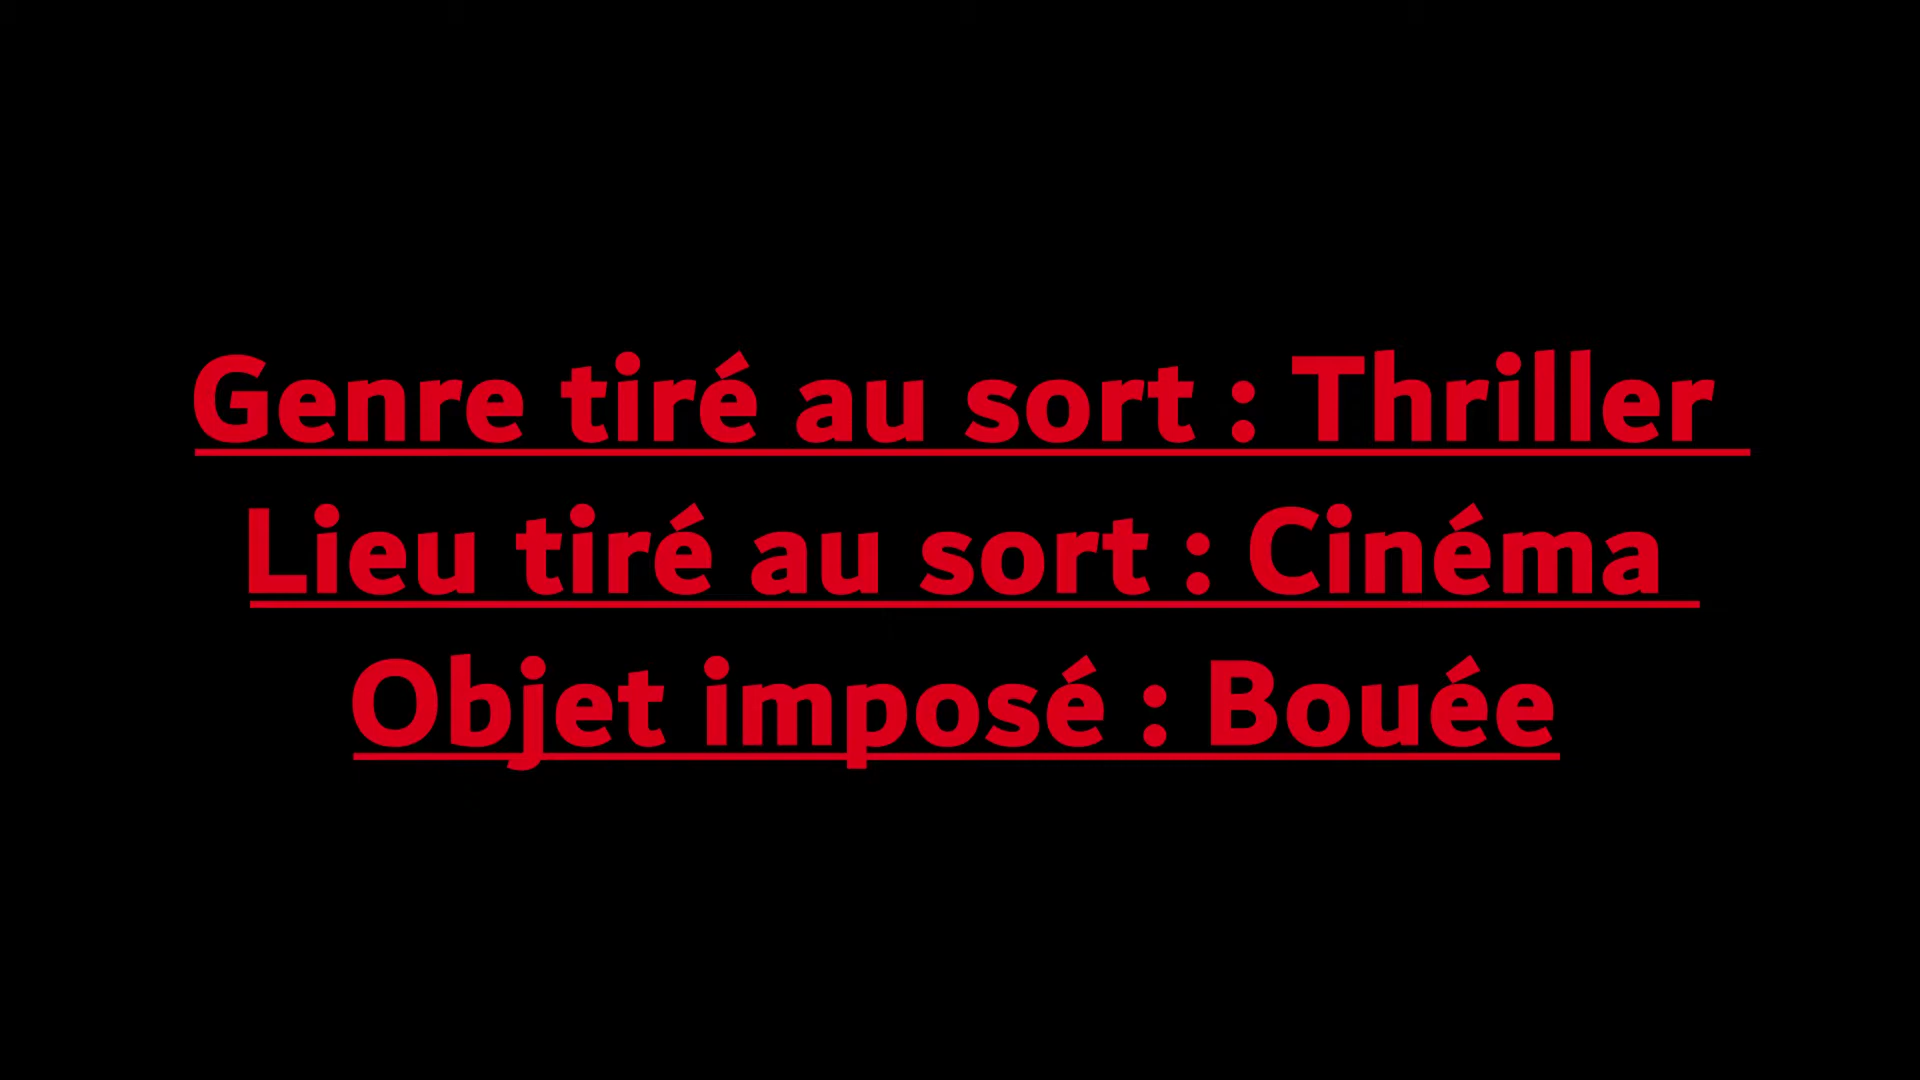 Genre tiré au sort : Thriller
Lieu tiré au sort : Cinéma
Objet imposé : Bouée